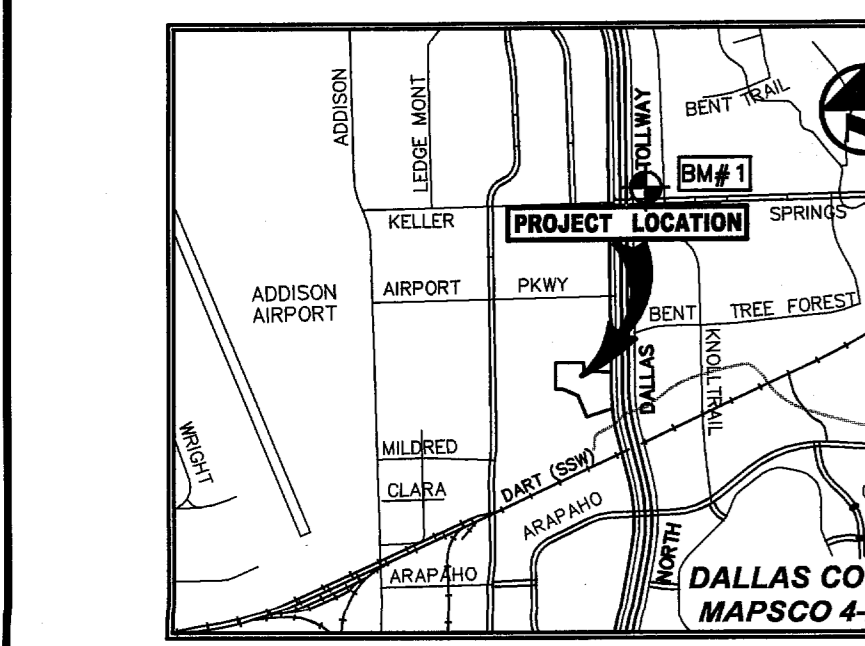 ADDISON
LEDGE MONT
TOLLWAY
BENT TRAIL
BM# 1
KELLER
SPRINGS
PROJECT LOCATION
ADDISON
AIRPORT
AIRPORT PKWY
BENT TREE FOREST
DALLAS
KNOLL TRAIL
WRIGHT
MILDRED
CLARA
DART (SSW)
ARAPAHO
ARAPAHO
NORTH
DALLAS CO
MAPSCO 4-